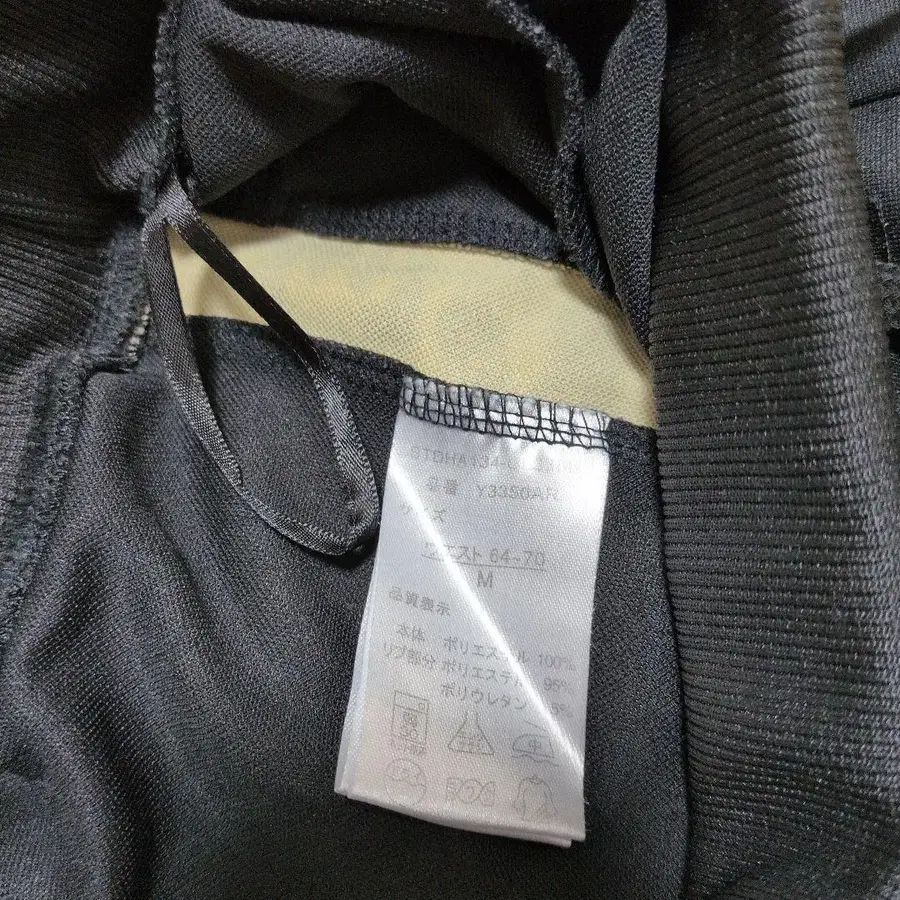 品番 Y3350AR
サイズ
ウエスト 64~70
M
品質表示
本体 ポリエステル 100%
リブ部分 ポリエステル 95%
ポリウレタン 5%
中